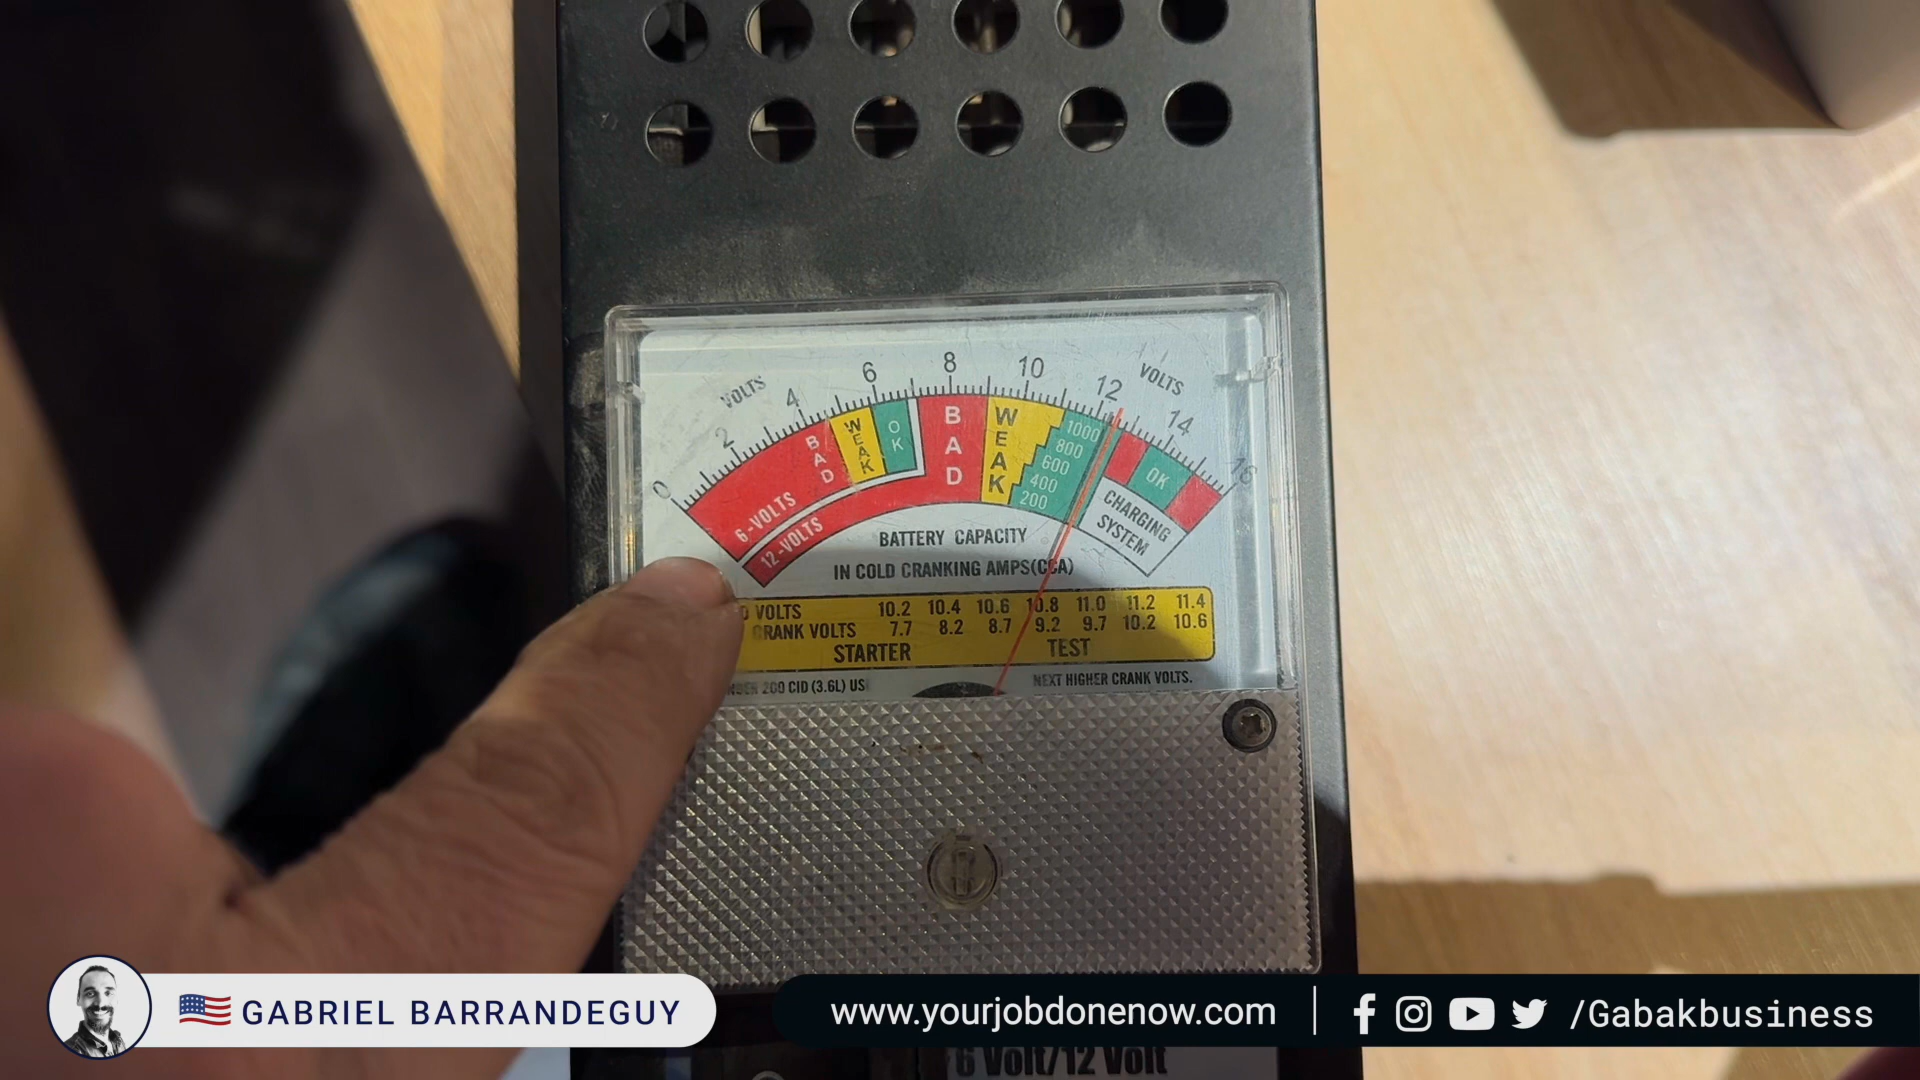 0 2 4 6 8 10 12 14 16
VOLTS
VOLTS
BAD
WEAK
OK
BAD
WEAK
1000
800
600
400
200
OK
6-VOLTS
12-VOLTS
CHARGING
SYSTEM
BATTERY CAPACITY
IN COLD CRANKING AMPS(CCA)
VOLTS 10.2 10.4 10.6 10.8 11.0 11.2 11.4
CRANK VOLTS 7.7 8.2 8.7 9.2 9.7 10.2 10.6
STARTER TEST
200 CID (3.6L) US
NEXT HIGHER CRANK VOLTS.
GABRIEL BARRANDEGUY
www.yourjobdonenow.com
/Gabakbusiness
6 Volt/12 Volt